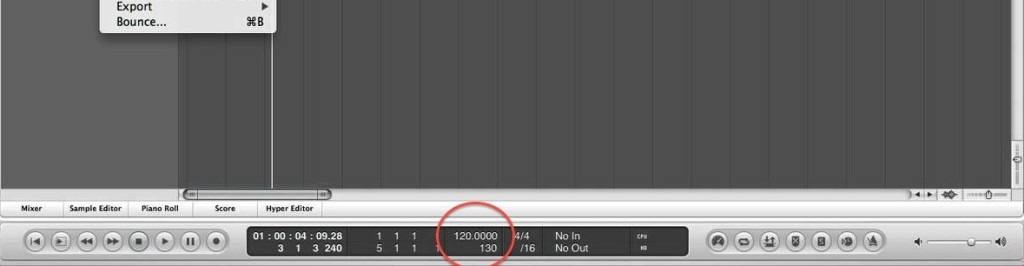 Export
Bounce... ⌘B
Mixer Sample Editor Piano Roll Score Hyper Editor
01 : 00 : 04 : 09.28 1 1 1 120.0000 4/4 No In CPU
3 1 3 240 5 1 1 1 130 /16 No Out HD